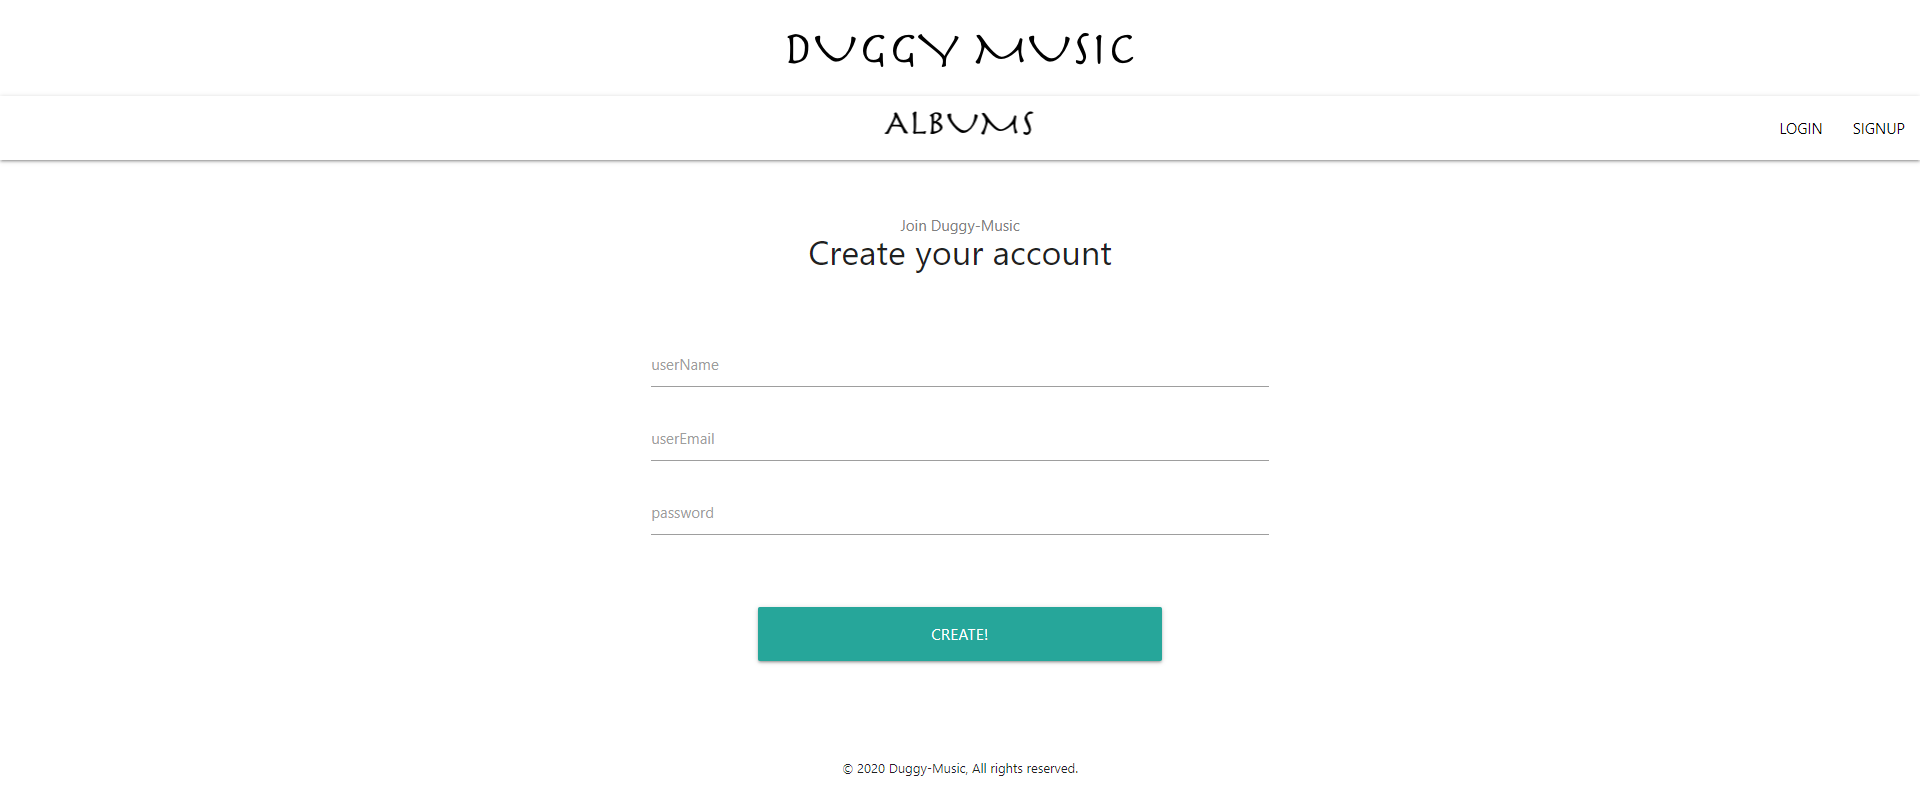 DUGGY MUSIC
ALBUMS
LOGIN SIGNUP
Join Duggy-Music
Create your account
userName
userEmail
password
CREATE!
© 2020 Duggy-Music, All rights reserved.